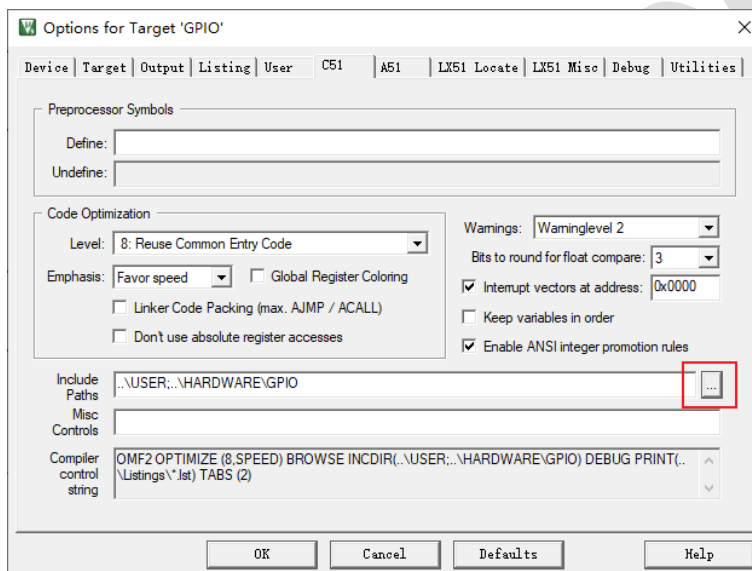 Options for Target 'GPIO'
Device Target Output Listing User C51 A51 LX51 Locate LX51 Misc Debug Utilities
Preprocessor Symbols
Define:
Undefine:
Code Optimization
Level: 8: Reuse Common Entry Code
Emphasis: Favor speed Global Register Coloring
Linker Code Packing (max. AJMP / ACALL)
Don't use absolute register accesses
Warnings: Warninglevel 2
Bits to round for float compare: 3
Interrupt vectors at address: 0x0000
Keep variables in order
Enable ANSI integer promotion rules
Include Paths ..\USER;..\HARDWARE\GPIO ...
Misc Controls
Compiler control string
OMF2 OPTIMIZE (8,SPEED) BROWSE INCDIR(..\USER;..\HARDWARE\GPIO) DEBUG PRINT(..
\Listings\*.lst) TABS (2)
OK Cancel Defaults Help